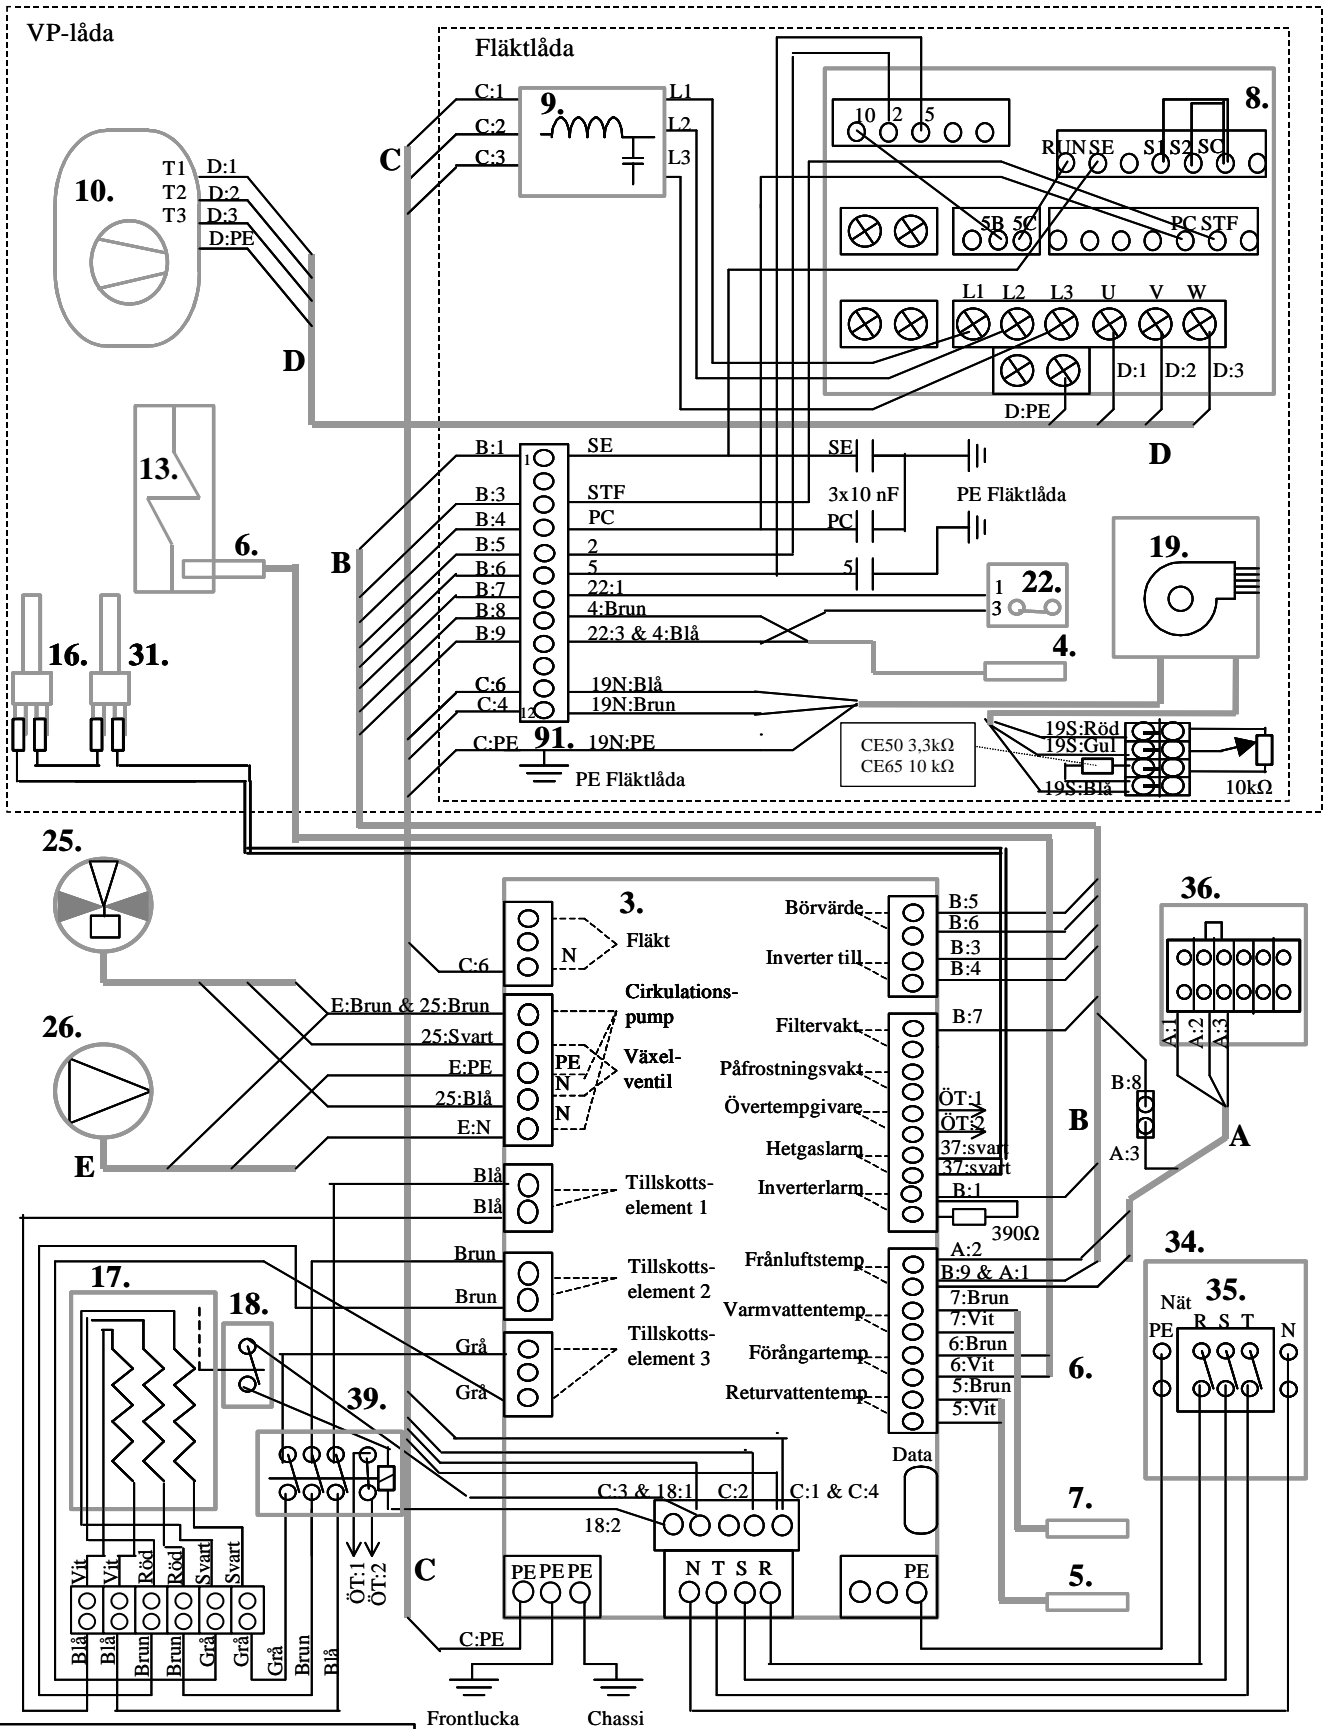 VP-låda
Fläktlåda
C:1
C:2
C:3
9.
L1
L2
L3
8.
10 2 5
RUN SE S1 S2 SC
5B 5C
PC STF
L1 L2 L3 U V W
D:1
D:2
D:3
D:PE
D
C
10.
T1
T2
T3
D:1
D:2
D:3
D:PE
D
13.
6.
B
B:1
B:3
B:4
B:5
B:6
B:7
B:8
B:9
C:6
C:4
C:PE
1
12
91.
SE
STF
PC
2
5
22:1
4:Brun
22:3 & 4:Blå
19N:Blå
19N:Brun
19N:PE
PE Fläktlåda
SE
3x10 nF
PC
5
PE Fläktlåda
1
3
22.
4.
19.
CE50 3,3kΩ
CE65 10 kΩ
19S:Röd
19S:Gul
19S:Blå
10kΩ
16.
31.
25.
26.
E
3.
Fläkt
N
C:6
E:Brun & 25:Brun
25:Svart
E:PE
25:Blå
E:N
PE
N
N
Cirkulations-
pump
Växel-
ventil
Blå
Blå
Tillskotts-
element 1
Brun
Brun
Tillskotts-
element 2
Grå
Grå
Tillskotts-
element 3
Börvärde
Inverter till
Filtervakt
Påfrostningsvakt
Övertempgivare
Hetgaslarm
Inverterlarm
Frånluftstemp
Varmvattentemp
Förångartemp
Returvattentemp
Data
B:5
B:6
B:3
B:4
B:7
ÖT:1
ÖT:2
37:svart
37:svart
B:1
390Ω
A:2
B:9 & A:1
7:Brun
7:Vit
6:Brun
6:Vit
5:Brun
5:Vit
B
6.
36.
A:1
A:2
A:3
B:8
A:3
A
34.
35.
Nät
PE R S T N
7.
5.
17.
18.
39.
ÖT:1
ÖT:2
C
Vit
Vit
Röd
Röd
Svart
Svart
Blå
Blå
Brun
Brun
Grå
Grå
Grå
Brun
Blå
C:3 & 18:1
C:2
C:1 & C:4
18:2
N T S R
PE PE PE
PE
C:PE
Frontlucka
Chassi